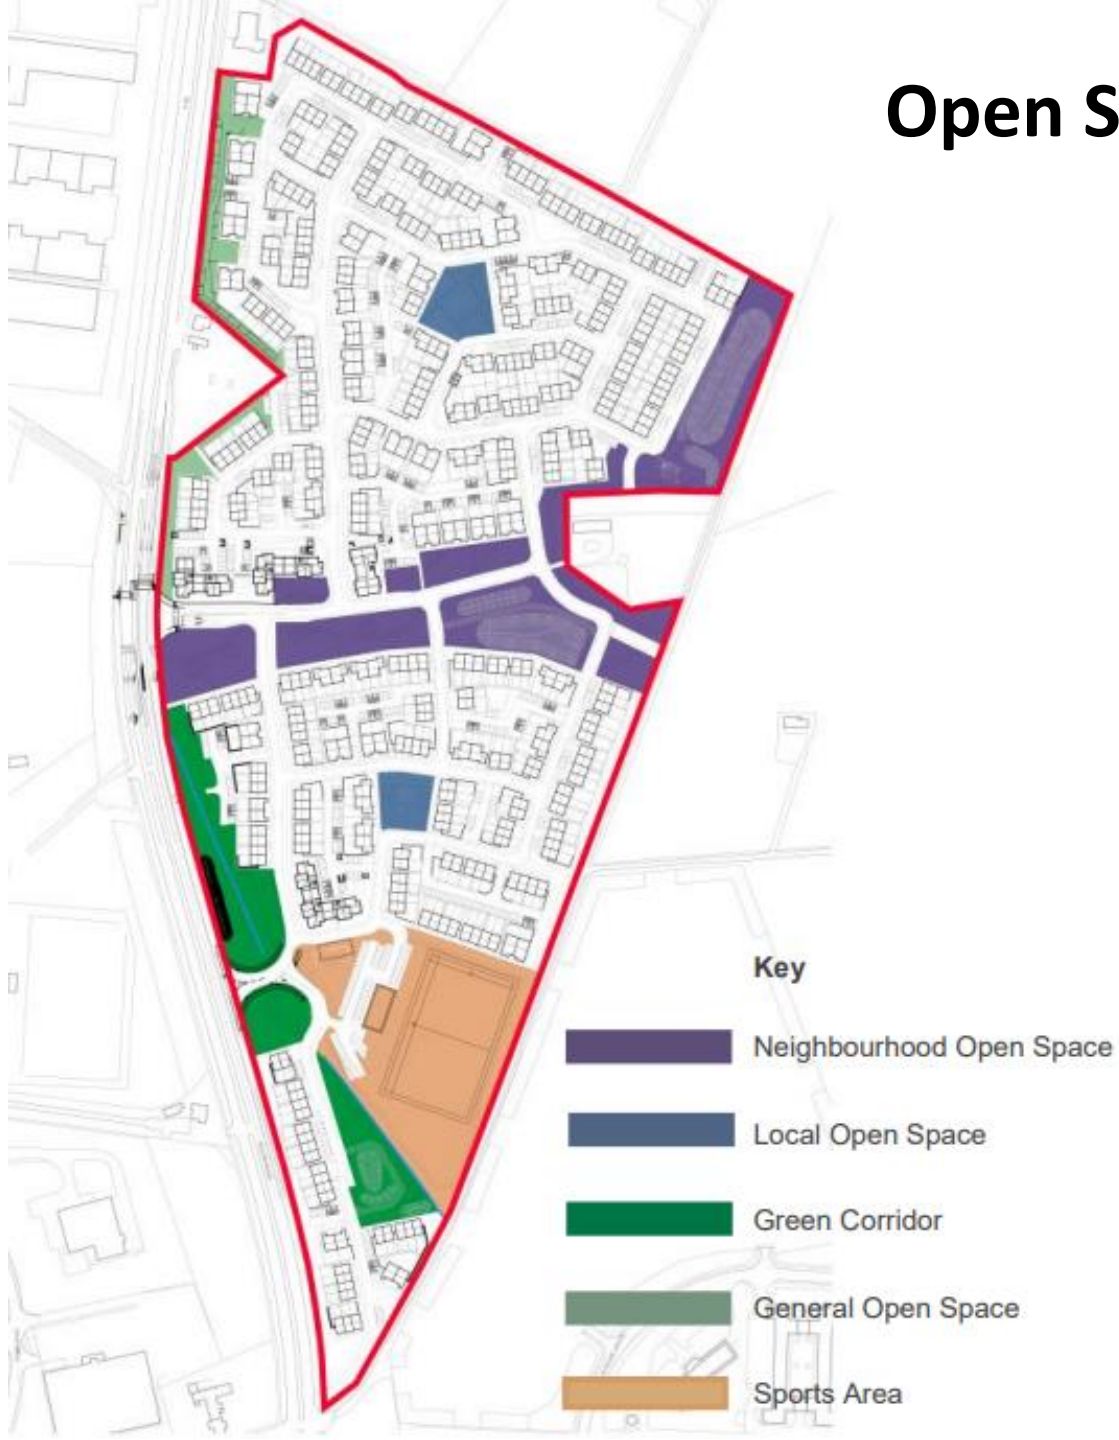 Open S
Key
Neighbourhood Open Space
Local Open Space
Green Corridor
General Open Space
Sports Area